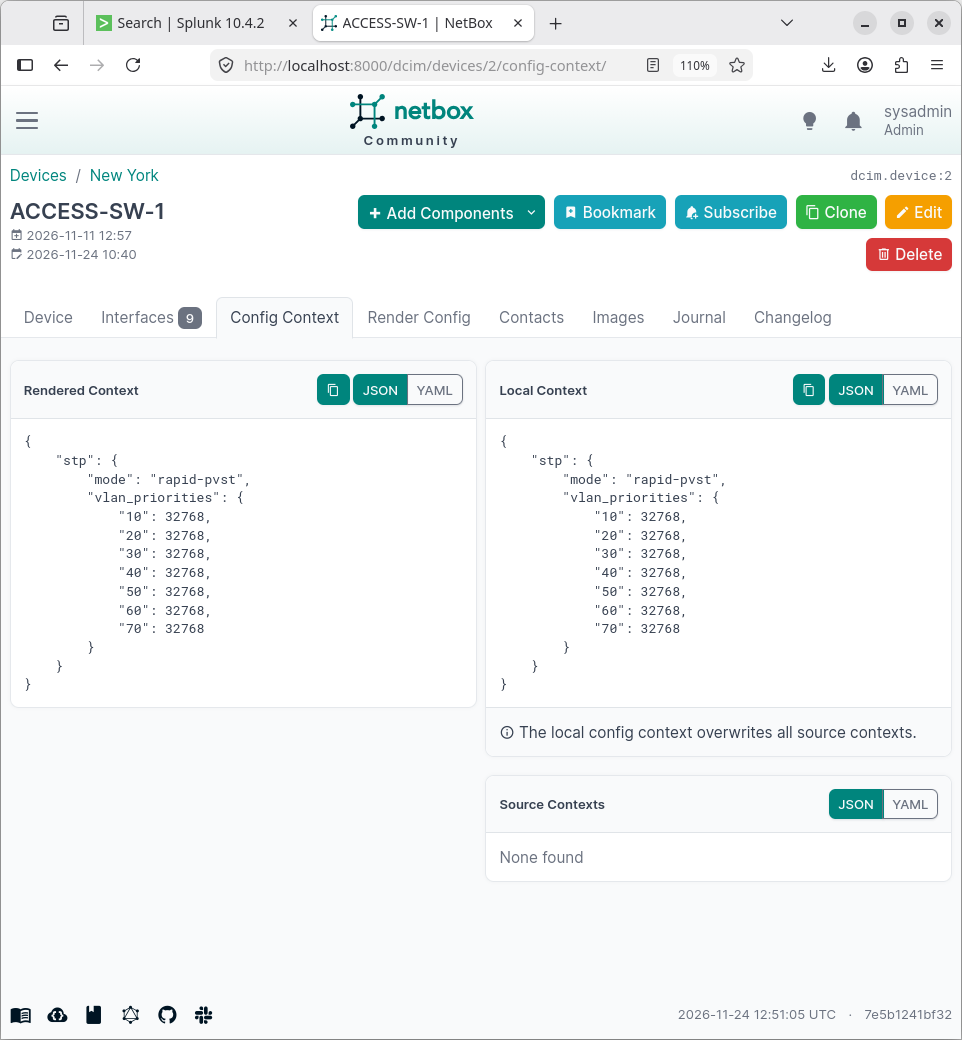 Search | Splunk 10.4.2
ACCESS-SW-1 | NetBox
http://localhost:8000/dcim/devices/2/config-context/
110%
netbox
Community
sysadmin
Admin
Devices / New York
dcim.device:2
ACCESS-SW-1
Add Components
Bookmark
Subscribe
Clone
Edit
2026-11-11 12:57
2026-11-24 10:40
Delete
Device
Interfaces 9
Config Context
Render Config
Contacts
Images
Journal
Changelog
Rendered Context
JSON
YAML
{
    "stp": {
        "mode": "rapid-pvst",
        "vlan_priorities": {
            "10": 32768,
            "20": 32768,
            "30": 32768,
            "40": 32768,
            "50": 32768,
            "60": 32768,
            "70": 32768
        }
    }
}
Local Context
JSON
YAML
{
    "stp": {
        "mode": "rapid-pvst",
        "vlan_priorities": {
            "10": 32768,
            "20": 32768,
            "30": 32768,
            "40": 32768,
            "50": 32768,
            "60": 32768,
            "70": 32768
        }
    }
}
The local config context overwrites all source contexts.
Source Contexts
JSON
YAML
None found
2026-11-24 12:51:05 UTC · 7e5b1241bf32